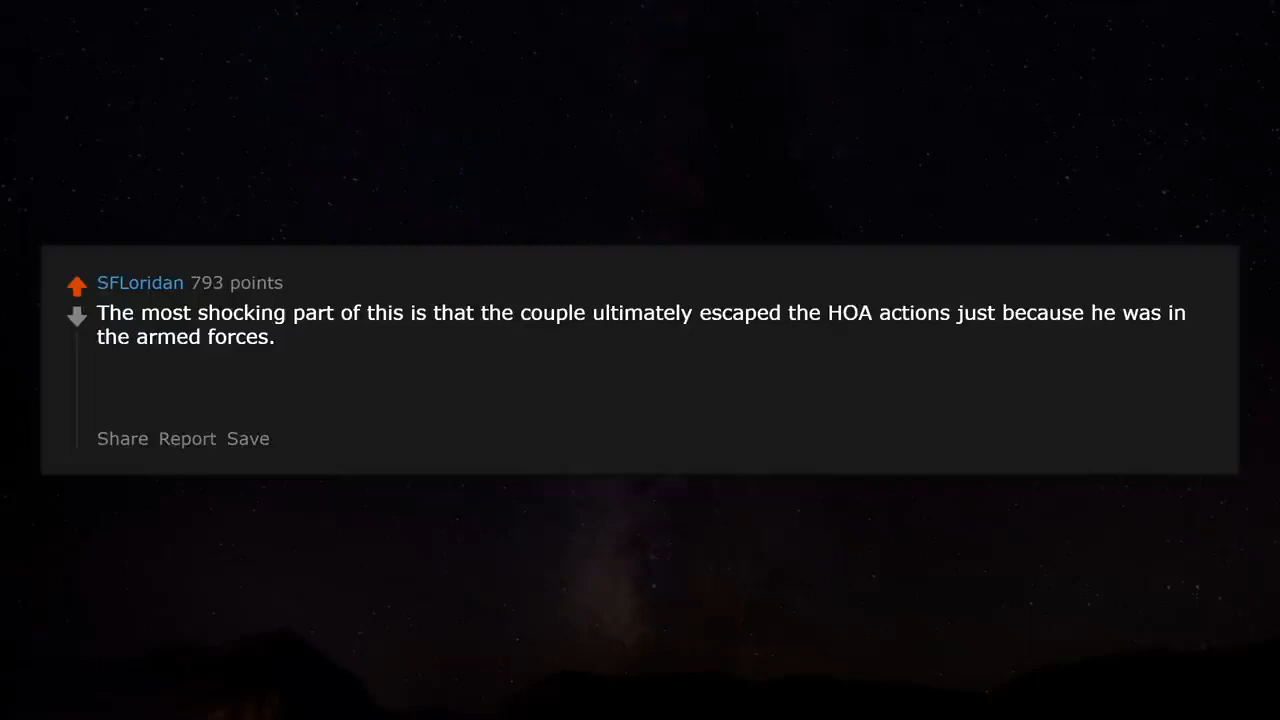 SFLoridan 793 points
The most shocking part of this is that the couple ultimately escaped the HOA actions just because he was in
the armed forces.
Share Report Save